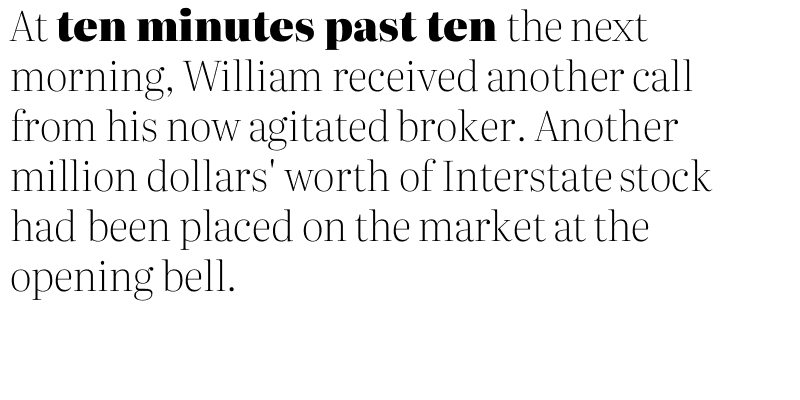 At ten minutes past ten the next
morning, William received another call
from his now agitated broker. Another
million dollars' worth of Interstate stock
had been placed on the market at the
opening bell.